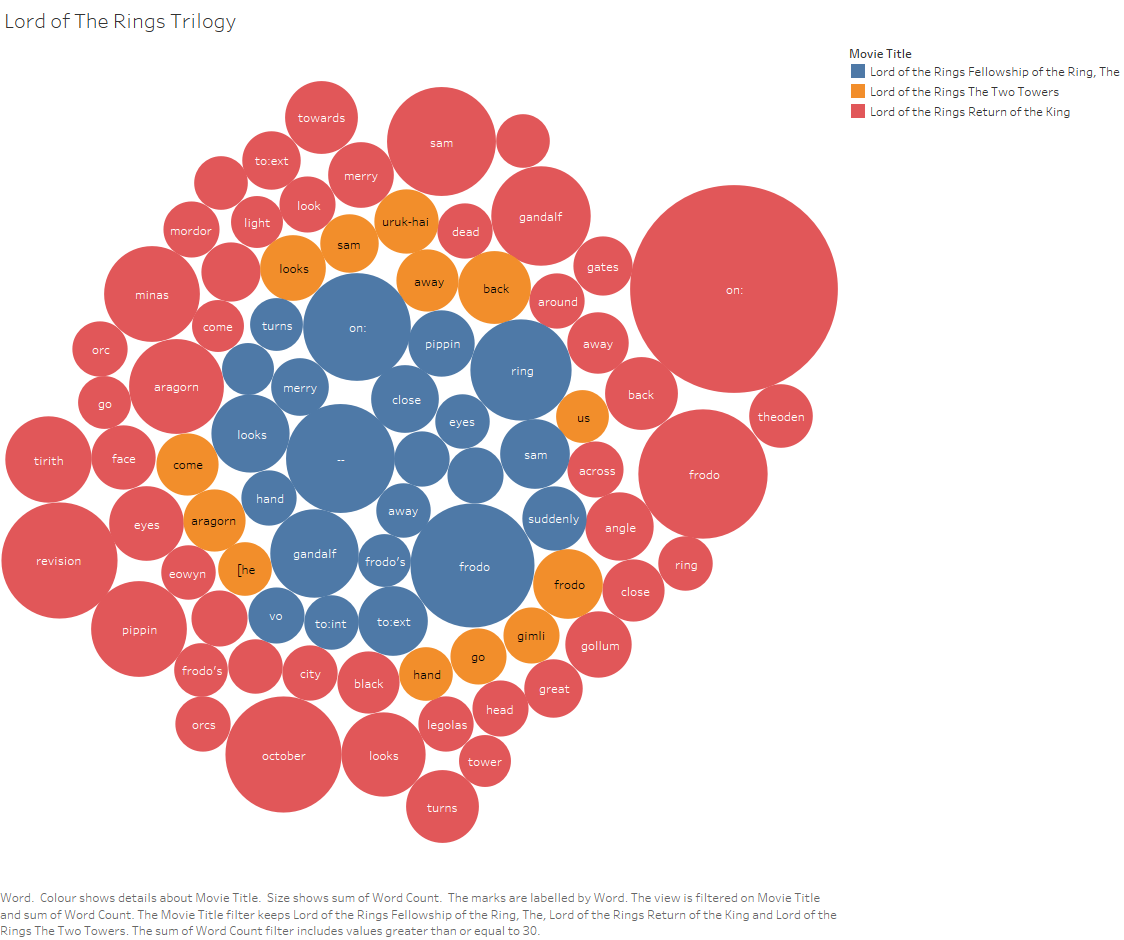 Lord of The Rings Trilogy
Movie Title
Lord of the Rings Fellowship of the Ring, The
Lord of the Rings The Two Towers
Lord of the Rings Return of the King
towards
sam
to:ext
merry
look
gandalf
mordor
light
uruk-hai
dead
sam
looks
gates
away
back
minas
on:
around
come
turns
on:
pippin
away
orc
ring
aragorn
merry
back
go
close
theoden
us
eyes
looks
tirith
face
come
--
sam
across
frodo
hand
away
suddenly
eyes
aragorn
angle
revision
gandalf
frodo's
frodo
ring
eowyn
[he
frodo
close
vo
to:int
to:ext
pippin
gimli
gollum
go
frodo's
city
black
hand
great
head
orcs
legolas
october
looks
tower
turns
Word. Colour shows details about Movie Title. Size shows sum of Word Count. The marks are labelled by Word. The view is filtered on Movie Title
and sum of Word Count. The Movie Title filter keeps Lord of the Rings Fellowship of the Ring, The, Lord of the Rings Return of the King and Lord of the
Rings The Two Towers. The sum of Word Count filter includes values greater than or equal to 30.